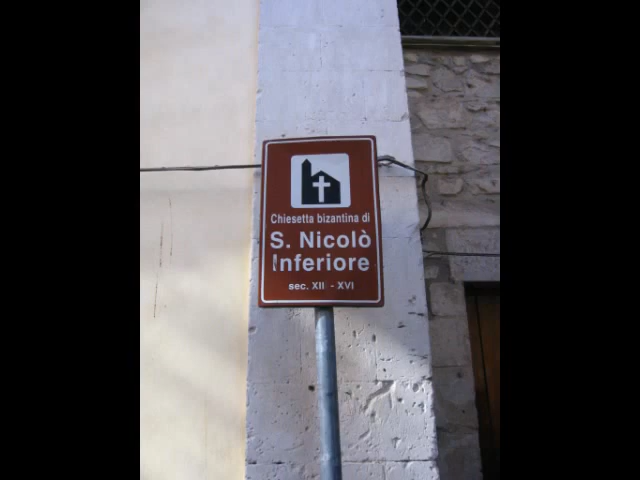 Chiesetta bizantina di
S. Nicolò
Inferiore
sec. XII - XVI